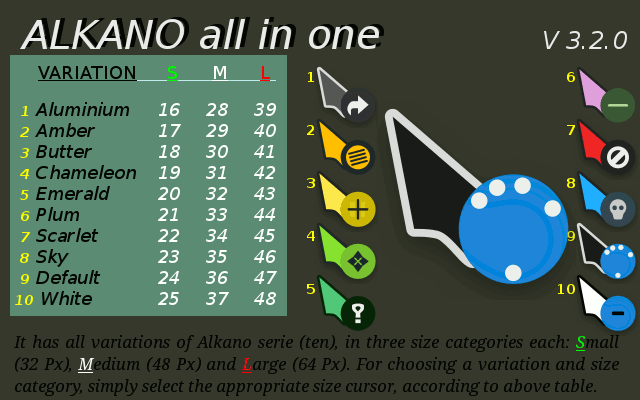 ALKANO all in one
V 3.2.0
VARIATION S M L
1 Aluminium 16 28 39
2 Amber 17 29 40
3 Butter 18 30 41
4 Chameleon 19 31 42
5 Emerald 20 32 43
6 Plum 21 33 44
7 Scarlet 22 34 45
8 Sky 23 35 46
9 Default 24 36 47
10 White 25 37 48
1
2
3
4
5
6
7
8
9
10
It has all variations of Alkano serie (ten), in three size categories each: Small
(32 Px), Medium (48 Px) and Large (64 Px). For choosing a variation and size
category, simply select the appropriate size cursor, according to above table.